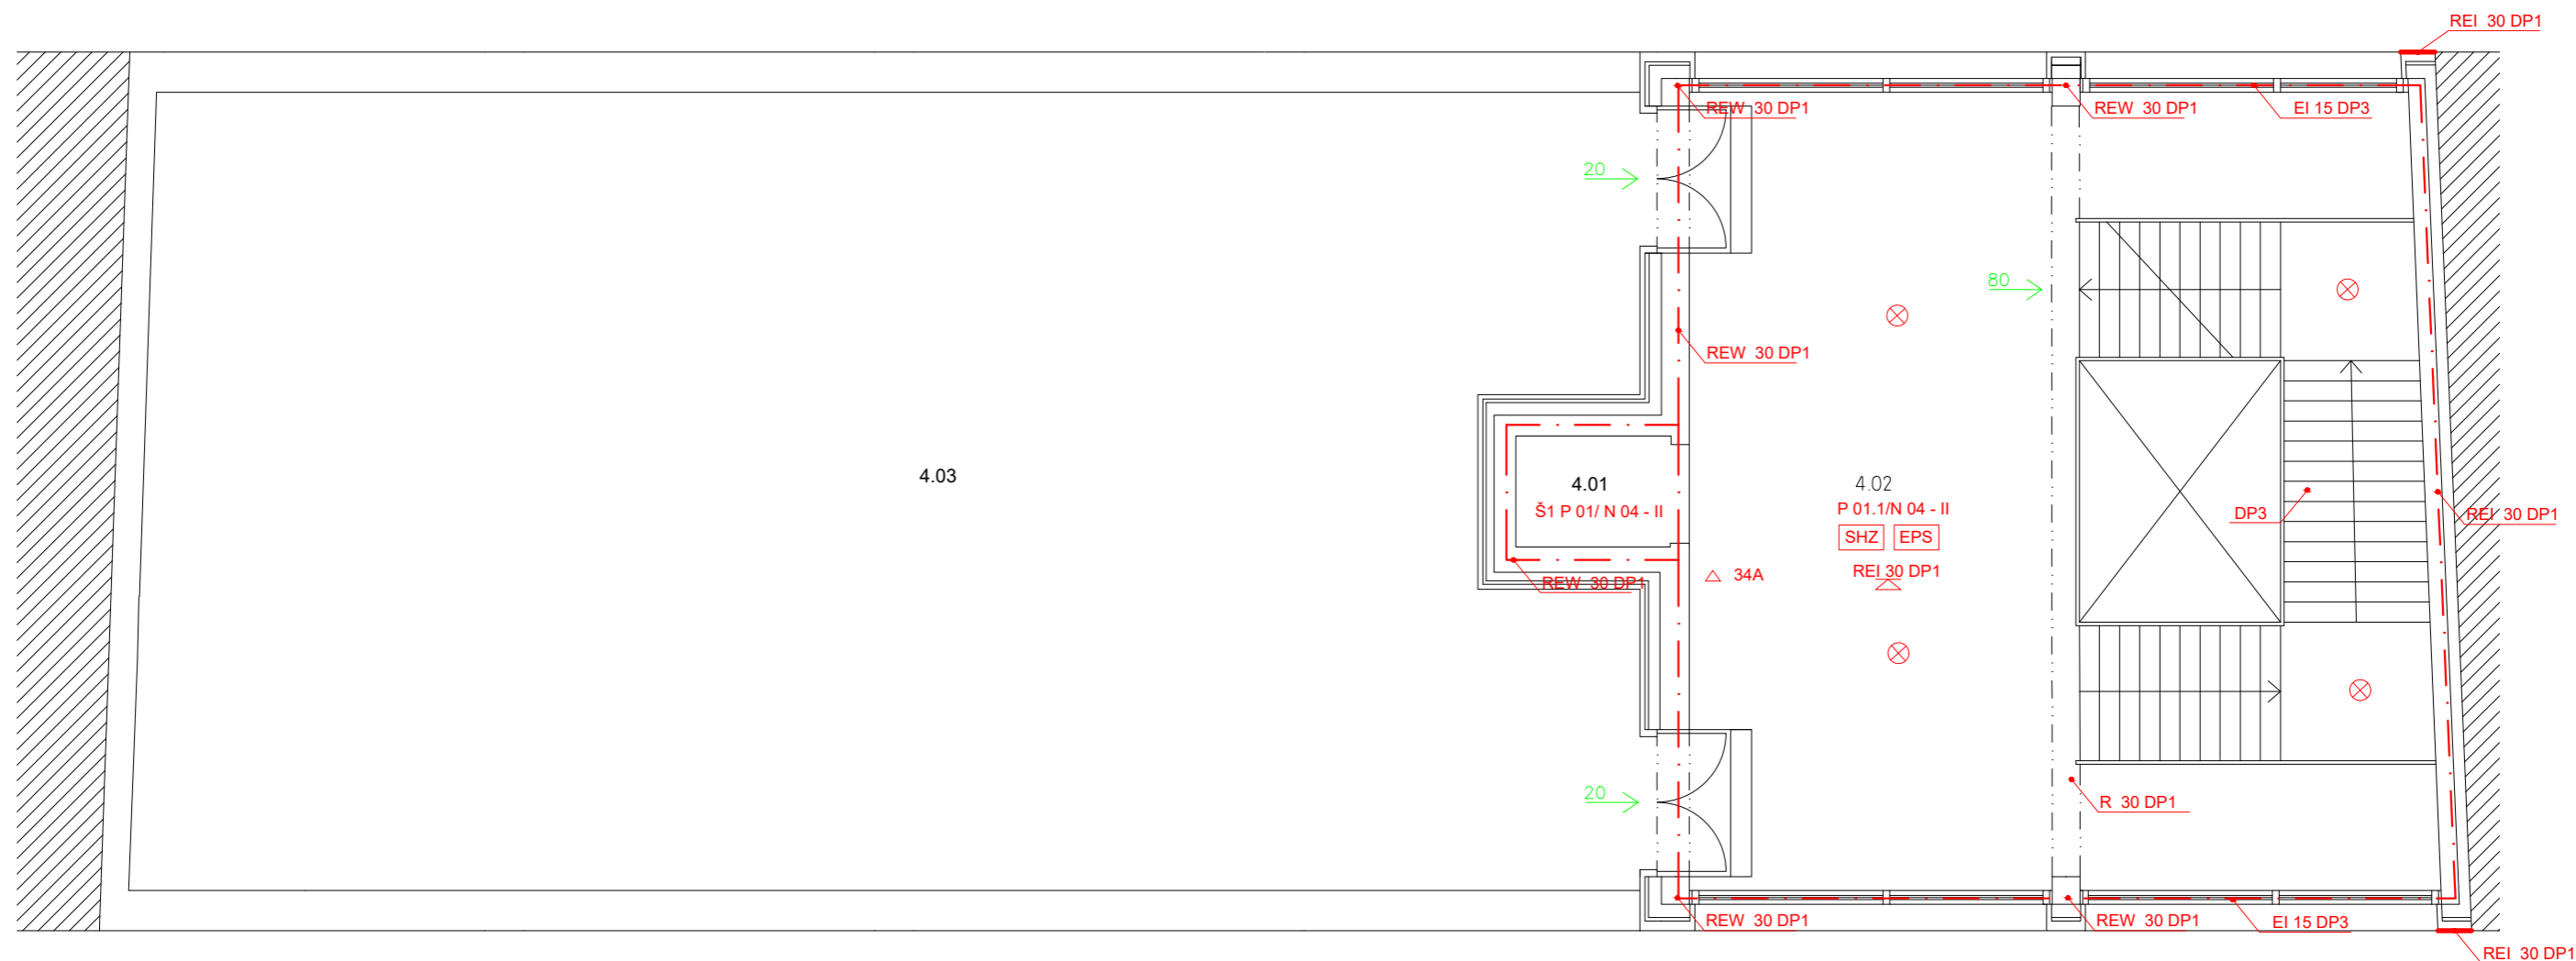 REI 30 DP1
REW 30 DP1
REW 30 DP1
EI 15 DP3
20
80
REW 30 DP1
4.03
4.01
Š1 P 01/ N 04 - II
REW 30 DP1
4.02
P 01.1/N 04 - II
SHZ EPS
REI 30 DP1
34A
DP3
REI 30 DP1
20
R 30 DP1
REW 30 DP1
REW 30 DP1
EI 15 DP3
REI 30 DP1